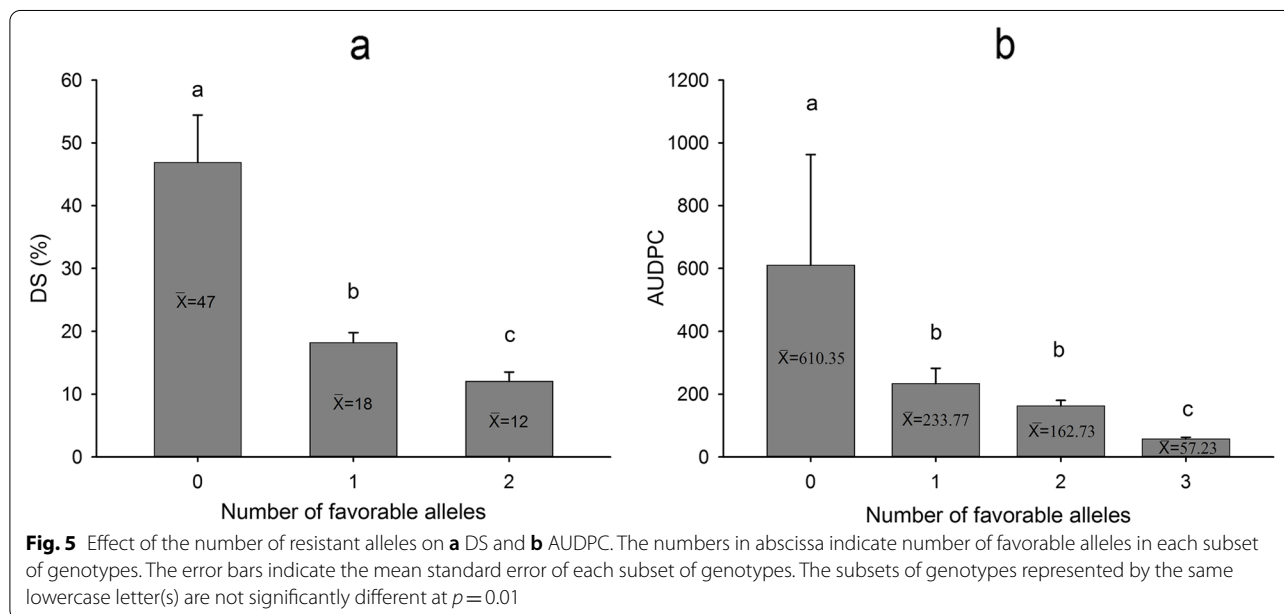 a
60
50
40
30
20
10
0
DS (%)
a
b
c
X̄=47
X̄=18
X̄=12
0 1 2
Number of favorable alleles
b
1200
1000
800
600
400
200
0
AUDPC
a
b
b
c
X̄=610.35
X̄=233.77
X̄=162.73
X̄=57.23
0 1 2 3
Number of favorable alleles
Fig. 5 Effect of the number of resistant alleles on a DS and b AUDPC. The numbers in abscissa indicate number of favorable alleles in each subset
of genotypes. The error bars indicate the mean standard error of each subset of genotypes. The subsets of genotypes represented by the same
lowercase letter(s) are not significantly different at p = 0.01